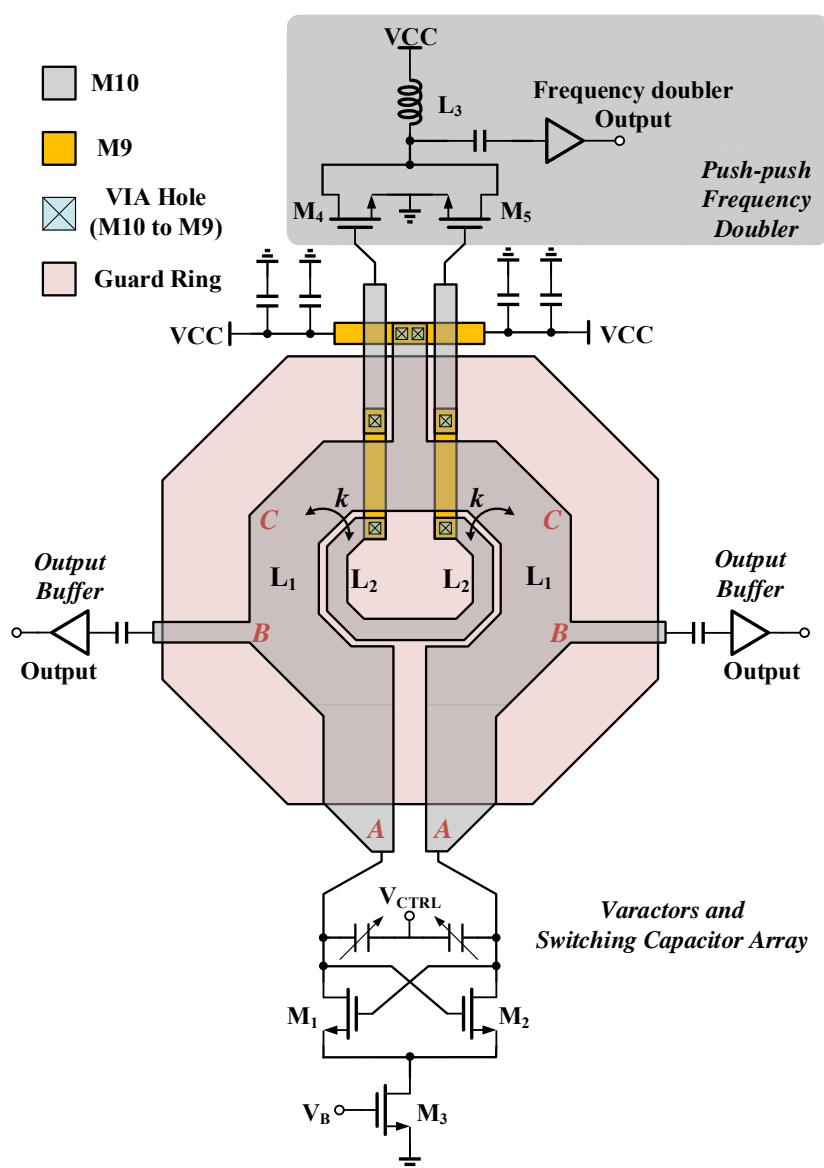 VCC
M10
L3
Frequency doubler
Output
M9
VIA Hole
(M10 to M9)
Push-push
Frequency
Doubler
M4
M5
Guard Ring
VCC
VCC
k
k
C
C
Output
Buffer
L1
L2
L2
L1
Output
Buffer
B
B
Output
Output
A
A
VCTRL
Varactors and
Switching Capacitor Array
M1
M2
VB
M3